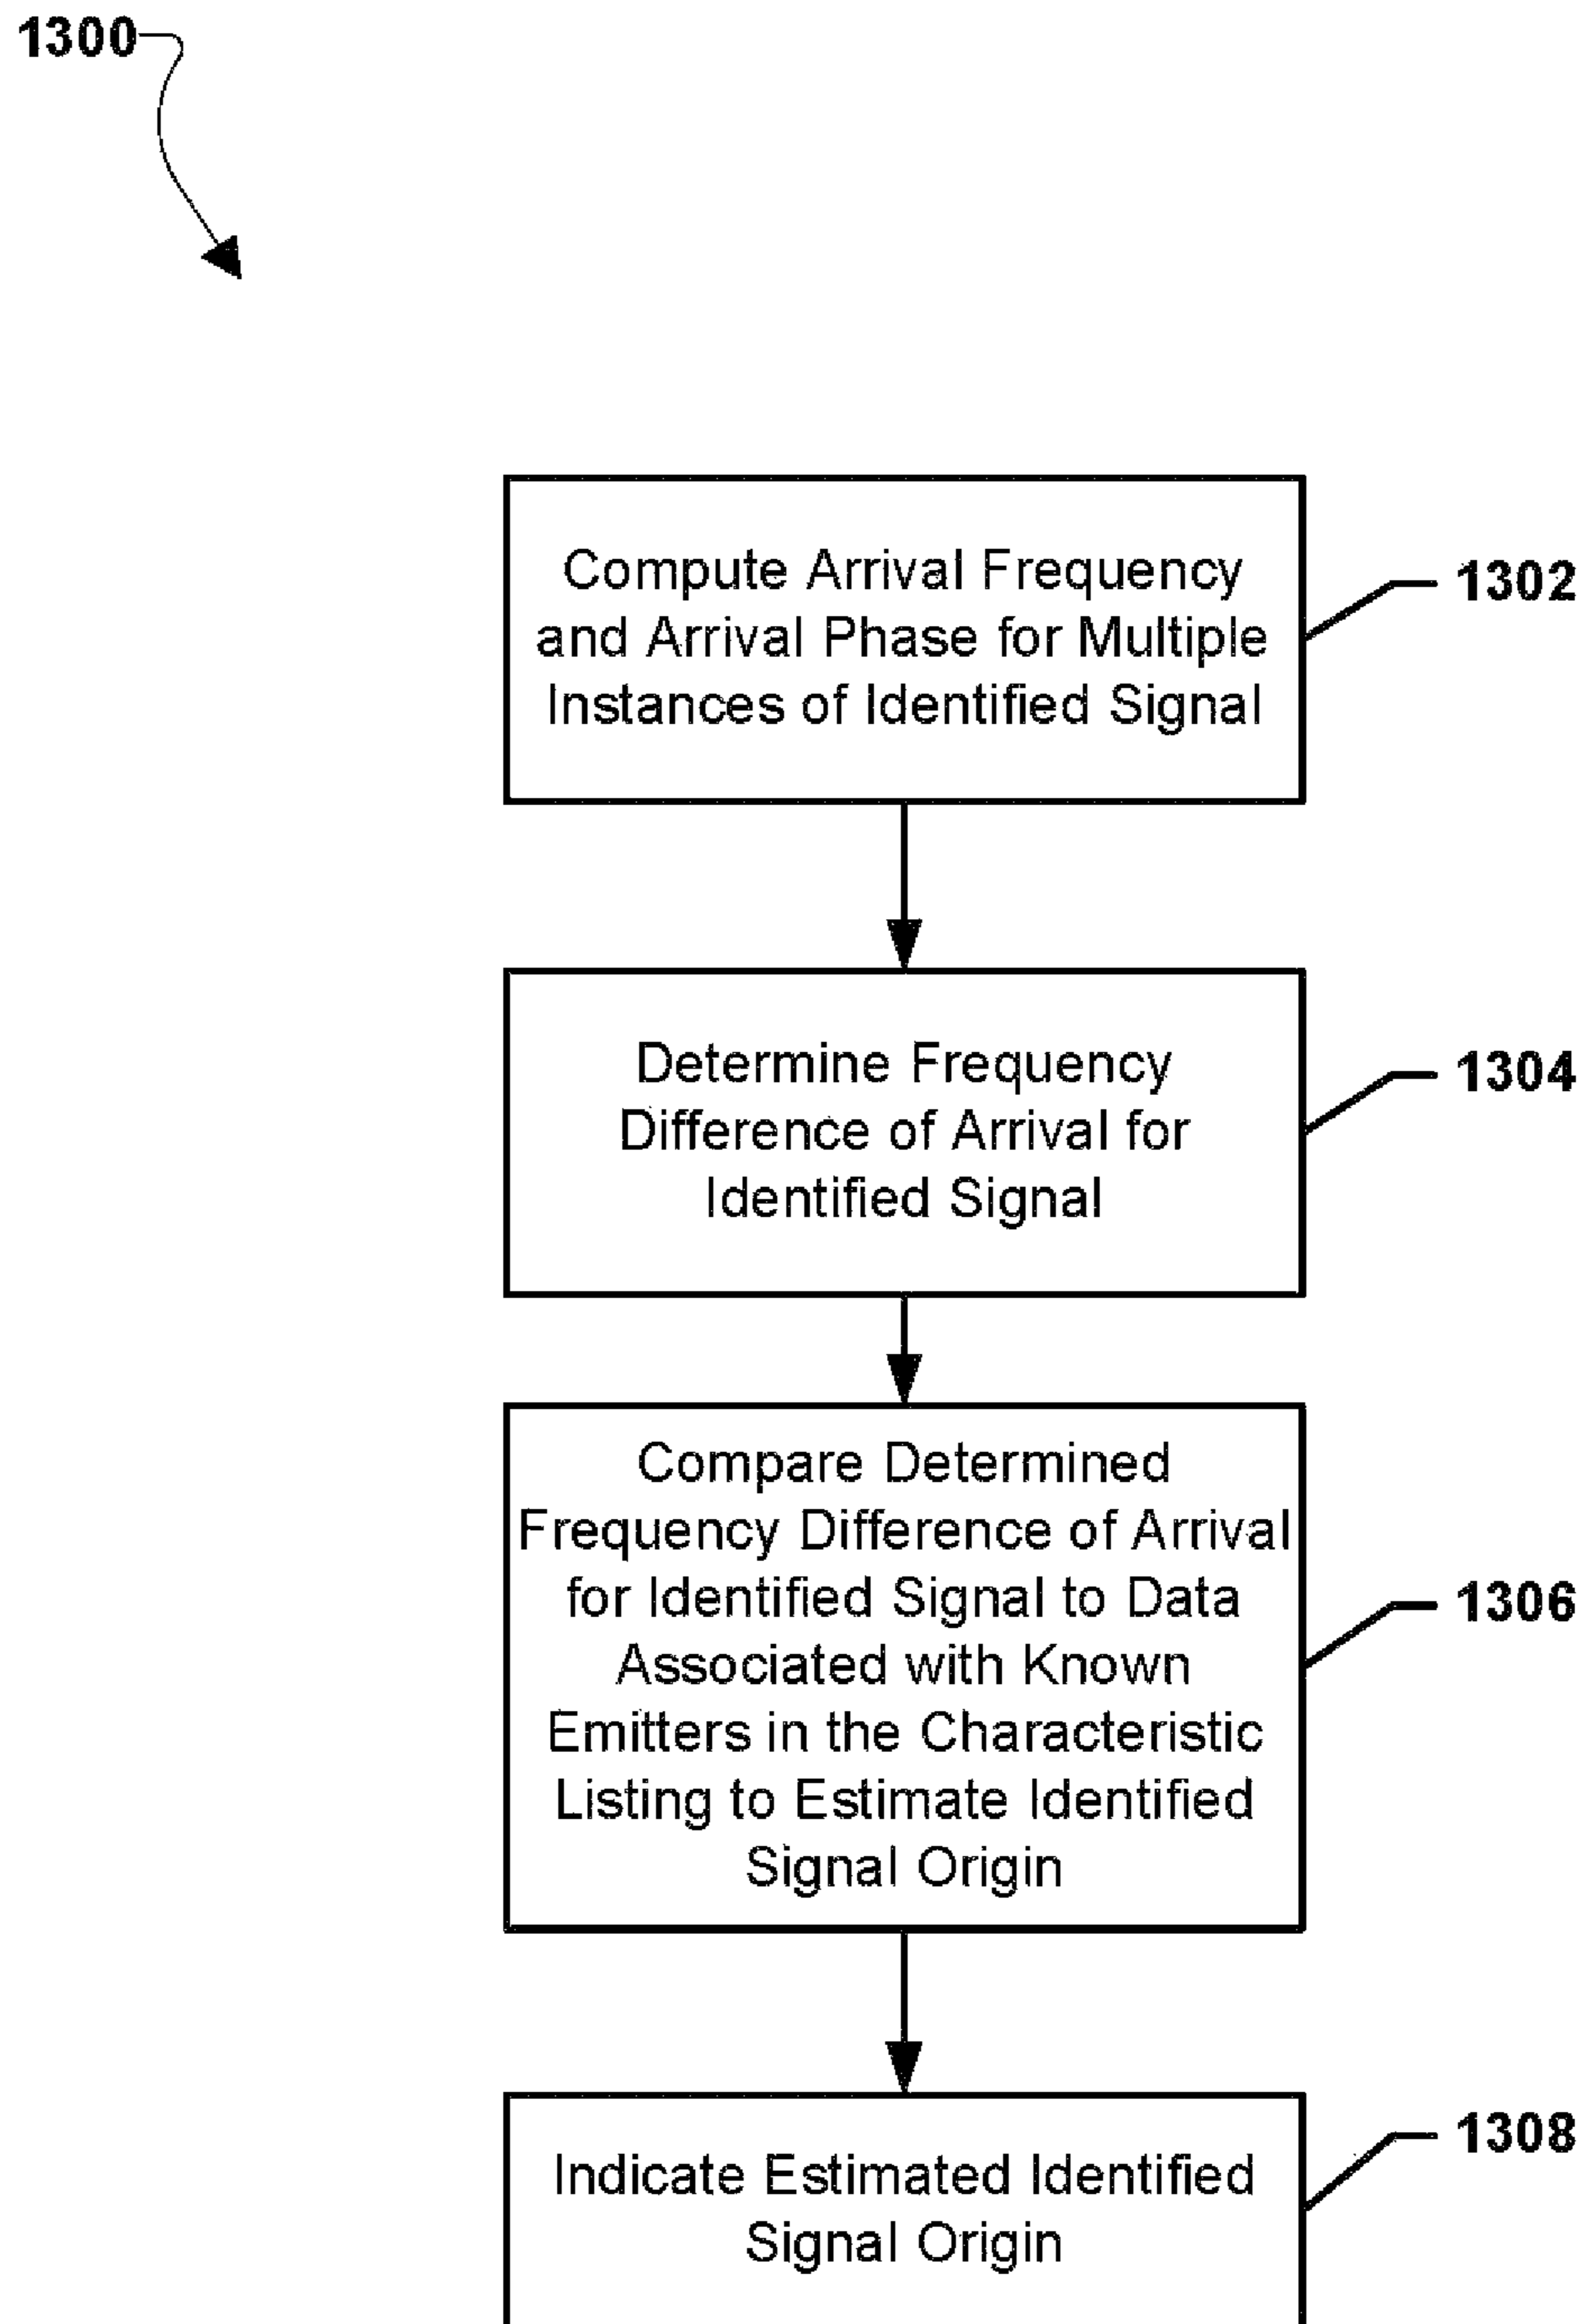 1300
Compute Arrival Frequency
and Arrival Phase for Multiple
Instances of Identified Signal
1302
Determine Frequency
Difference of Arrival for
Identified Signal
1304
Compare Determined
Frequency Difference of Arrival
for Identified Signal to Data
Associated with Known
Emitters in the Characteristic
Listing to Estimate Identified
Signal Origin
1306
Indicate Estimated Identified
Signal Origin
1308